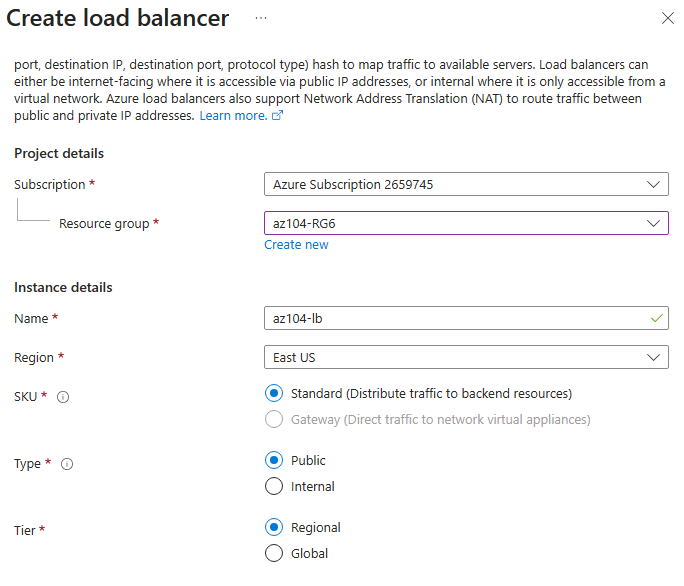 Create load balancer ...
port, destination IP, destination port, protocol type) hash to map traffic to available servers. Load balancers can
either be internet-facing where it is accessible via public IP addresses, or internal where it is only accessible from a
virtual network. Azure load balancers also support Network Address Translation (NAT) to route traffic between
public and private IP addresses. Learn more.
Project details
Subscription * Azure Subscription 2659745
Resource group * az104-RG6
Create new
Instance details
Name * az104-lb
Region * East US
SKU * Standard (Distribute traffic to backend resources)
Gateway (Direct traffic to network virtual appliances)
Type * Public
Internal
Tier * Regional
Global